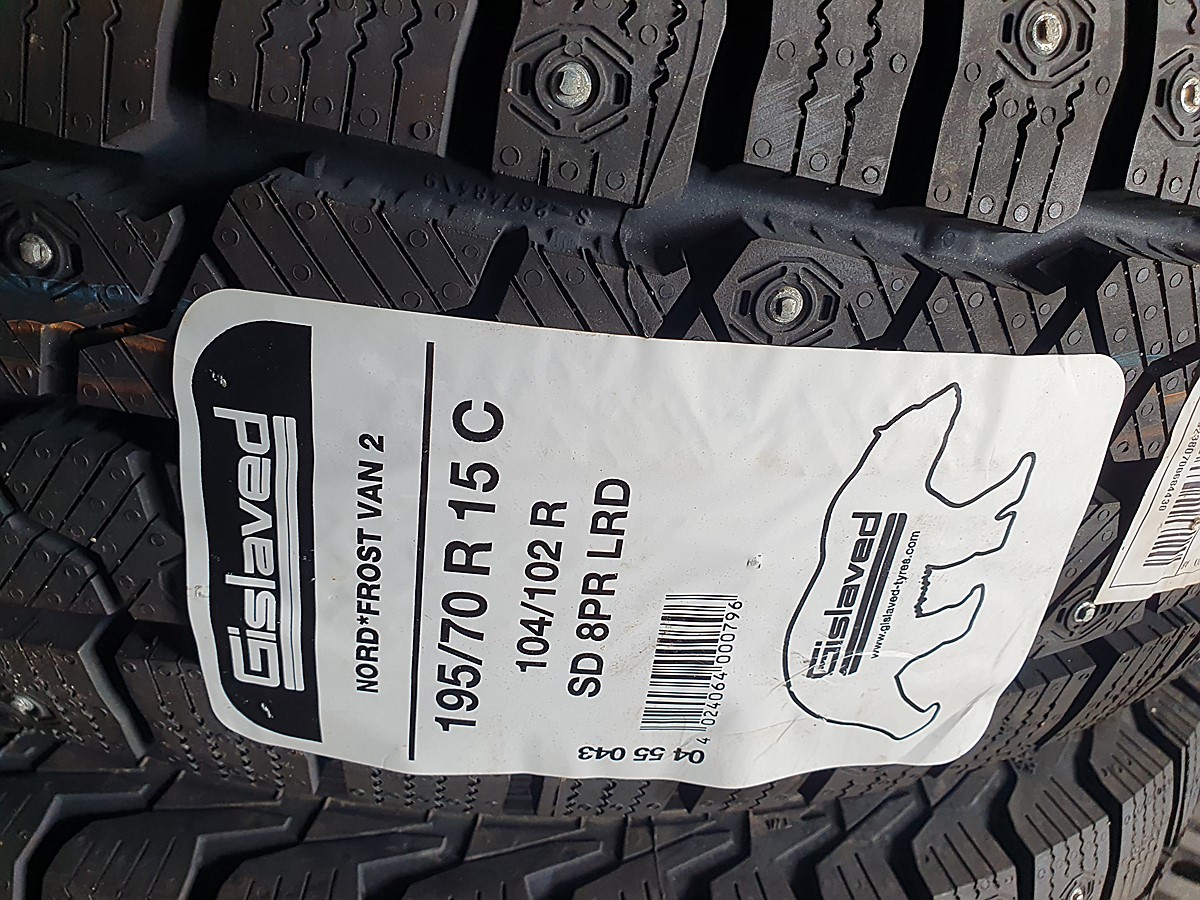 Gislaved
NORD*FROST VAN 2
195/70 R 15 C
104/102 R
SD 8PR LRD
4 024064 000796
04 55 043
Gislaved
www.gislaved-tyres.com